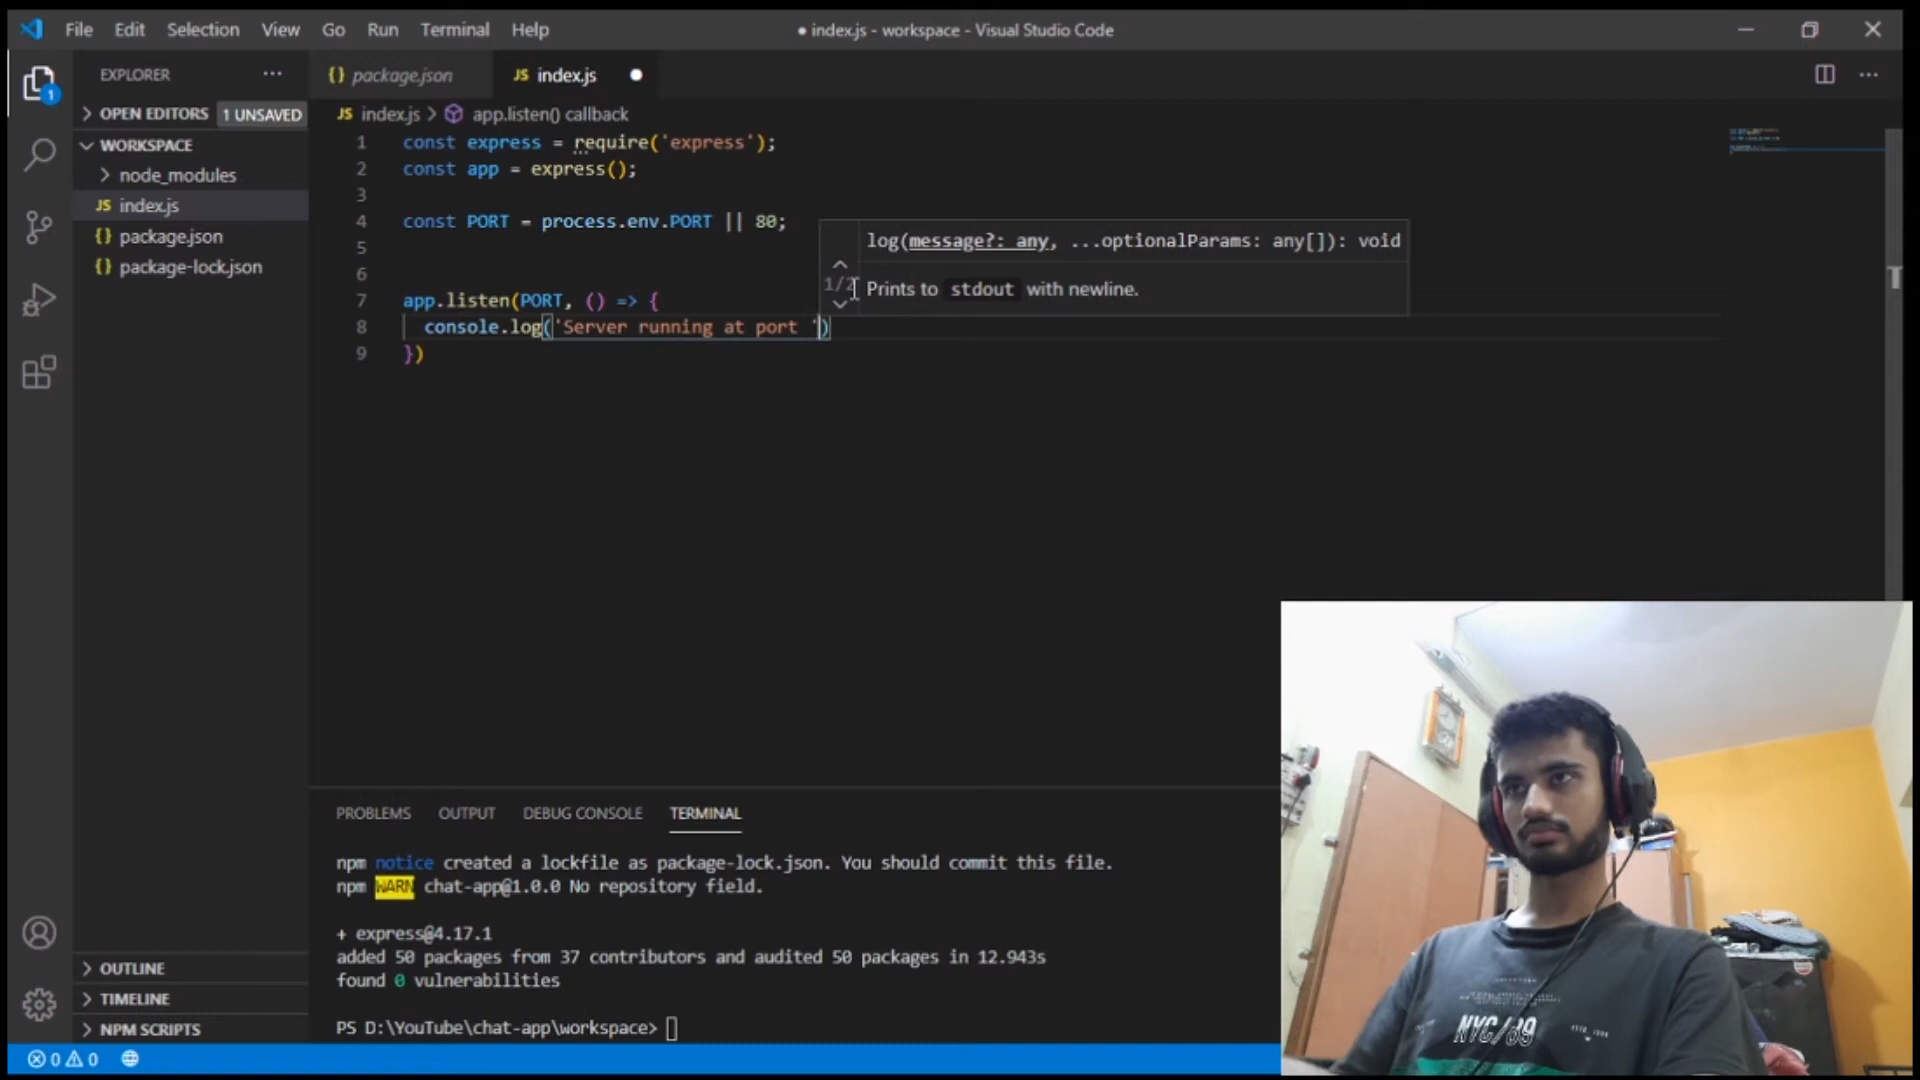 File Edit Selection View Go Run Terminal Help
● index.js - workspace - Visual Studio Code
EXPLORER ···
{} package.json
JS index.js ●
OPEN EDITORS 1 UNSAVED
WORKSPACE
node_modules
JS index.js
{} package.json
{} package-lock.json
JS index.js > app.listen() callback
1 const express = require('express');
2 const app = express();
3
4 const PORT = process.env.PORT || 80;
5
6
7 app.listen(PORT, () => {
8 console.log('Server running at port ')
9 })
log(message?: any, ...optionalParams: any[]): void
1/2
Prints to stdout with newline.
1
PROBLEMS OUTPUT DEBUG CONSOLE TERMINAL
npm notice created a lockfile as package-lock.json. You should commit this file.
npm WARN chat-app@1.0.0 No repository field.
+ express@4.17.1
added 50 packages from 37 contributors and audited 50 packages in 12.943s
found 0 vulnerabilities
PS D:\YouTube\chat-app\workspace>
OUTLINE
TIMELINE
NPM SCRIPTS
0 0
NYC/89